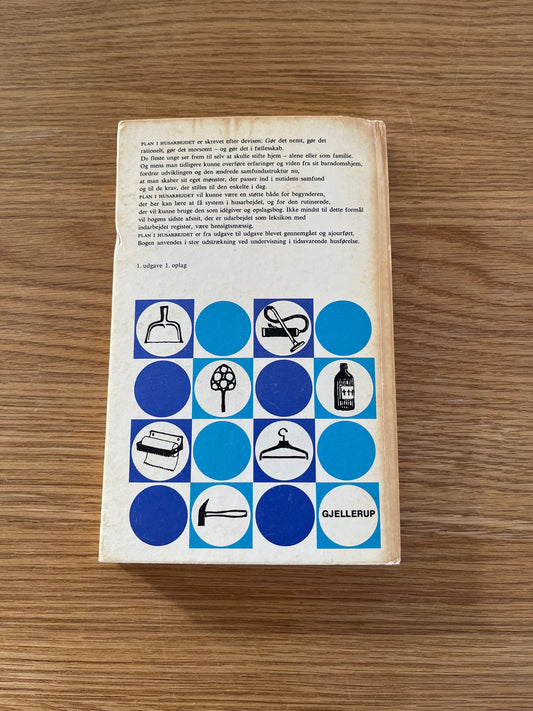 PLAN I HUSARBEJDET er skrevet efter devisen: Gør det nemt, gør det
rationelt, gør det morsomt – og gør det i fællesskab.
De fleste unge ser frem til selv at skulle stifte hjem – alene eller som familie.
Og mens man tidligere kunne overføre erfaringer og viden fra sit barndomshjem,
fordrer udviklingen og den ændrede samfundsstruktur nu,
at man skaber sit eget mønster, der passer ind i nutidens samfund
og til de krav, der stilles til den enkelte i dag.
PLAN I HUSARBEJDET vil kunne være en støtte både for begynderen,
der her kan lære at få system i husarbejdet, og for den rutinerede,
der vil kunne bruge den som idégiver og opslagsbog. Ikke mindst til dette formål
vil bogens sidste afsnit, der er udarbejdet som leksikon med
indarbejdet register, være hensigtsmæssig.
PLAN I HUSARBEJDET er fra udgave til udgave blevet gennemgået og ajourført.
Bogen anvendes i stor udstrækning ved undervisning i tidssvarende husførelse.
1. udgave 1. oplag
GJELLERUP